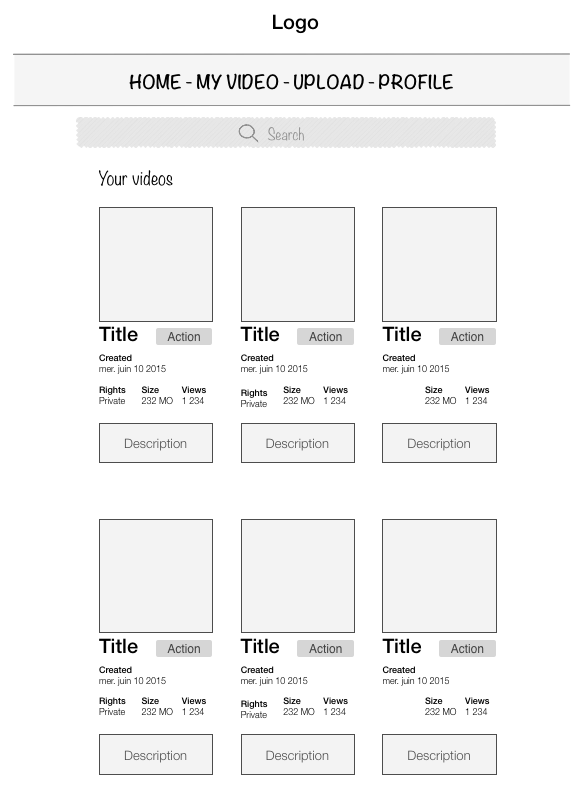 Logo
HOME - MY VIDEO - UPLOAD - PROFILE
Search
Your videos
Title Action Title Action Title Action
Created Created Created
mer. juin 10 2015 mer. juin 10 2015 mer. juin 10 2015
Rights Size Views Rights Size Views Size Views
Private 232 MO 1 234 Private 232 MO 1 234 232 MO 1 234
Description Description Description
Title Action Title Action Title Action
Created Created Created
mer. juin 10 2015 mer. juin 10 2015 mer. juin 10 2015
Rights Size Views Rights Size Views Size Views
Private 232 MO 1 234 Private 232 MO 1 234 232 MO 1 234
Description Description Description